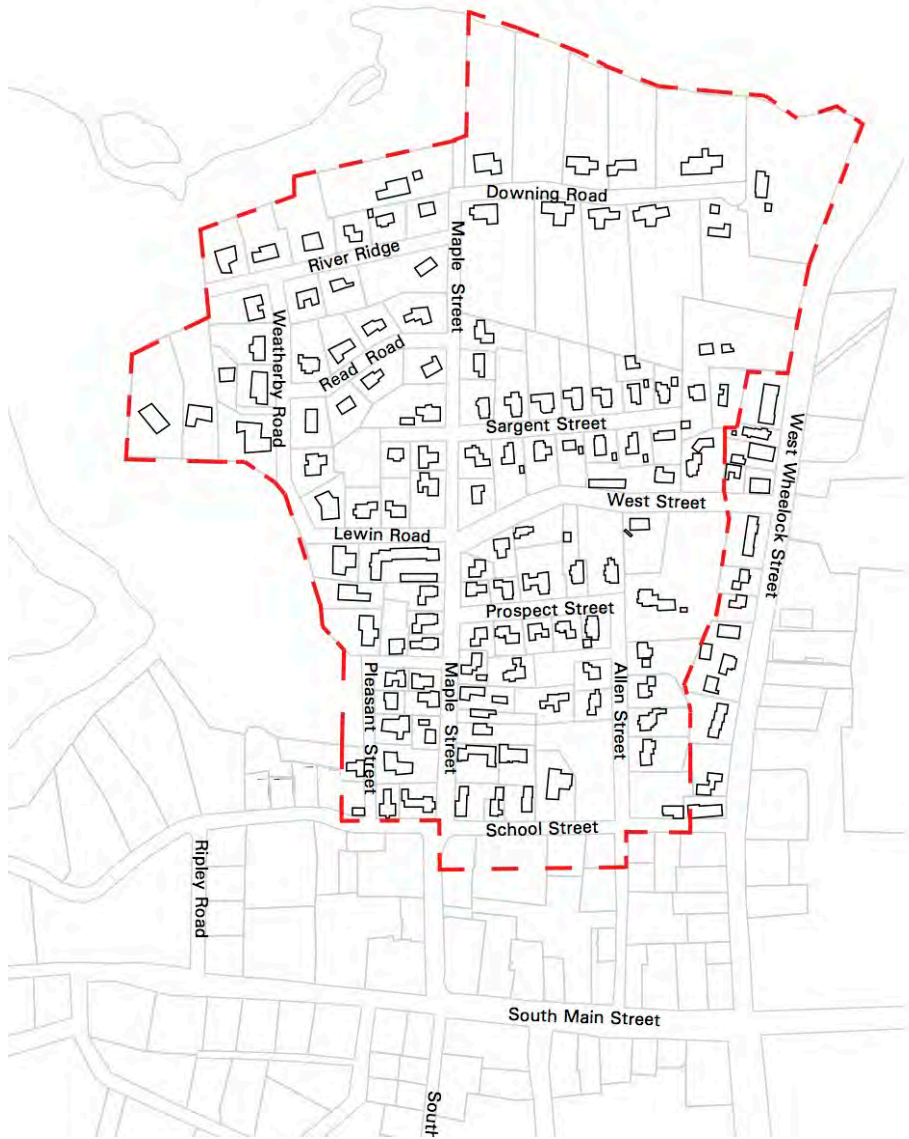 Downing Road
River Ridge
Maple Street
Weatherby Road
Read Road
Sargent Street
West Wheelock Street
West Street
Lewin Road
Prospect Street
Pleasant Street
Maple Street
Allen Street
School Street
Ripley Road
South Main Street
South